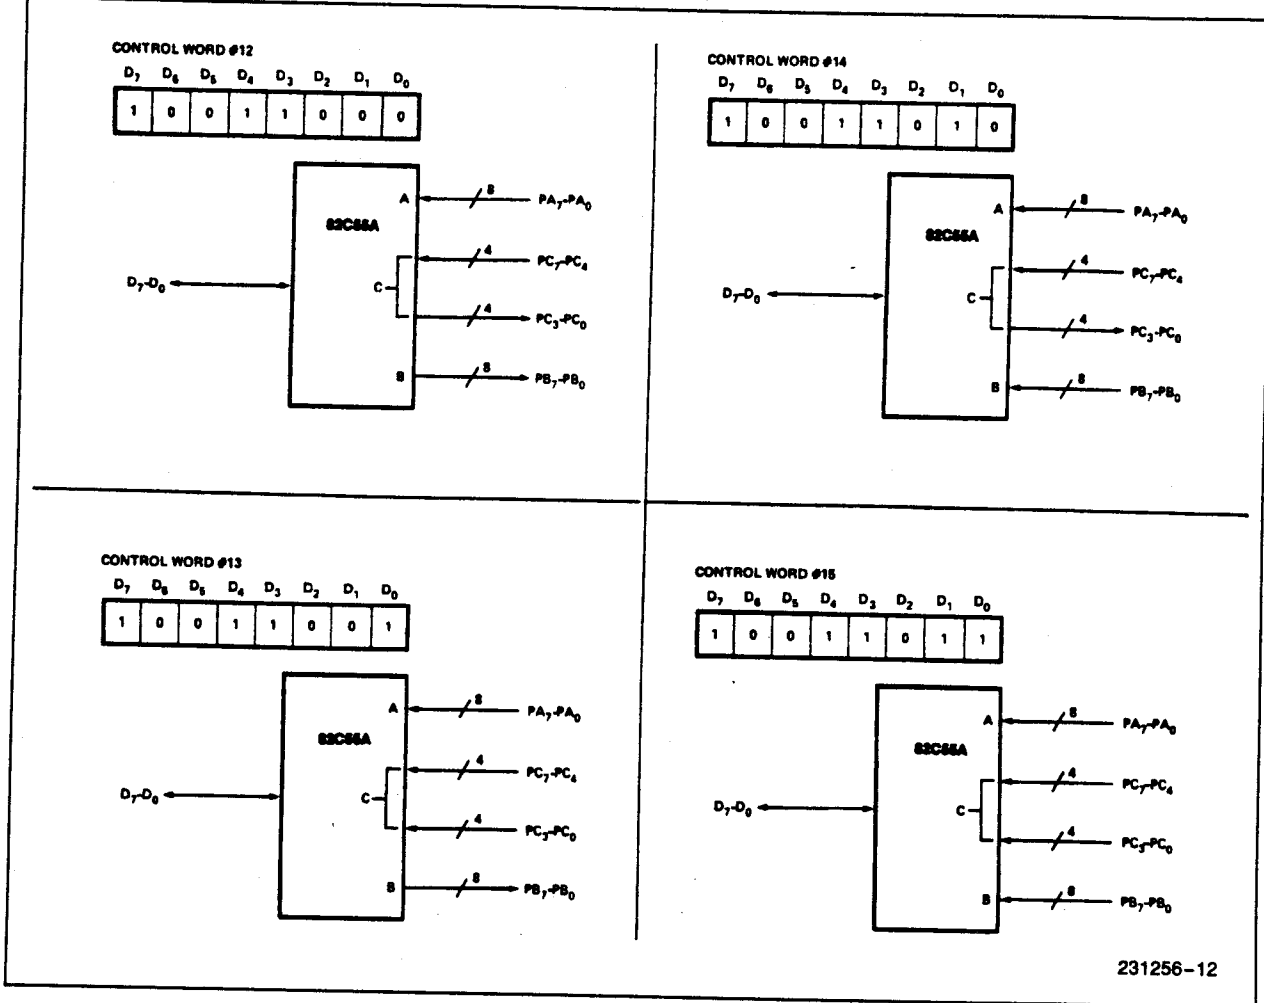 CONTROL WORD #12
D7 D6 D5 D4 D3 D2 D1 D0
1 0 0 1 1 0 0 0
A 8 PA7-PA0
82C55A
4 PC7-PC4
D7-D0 C
4 PC3-PC0
B 8 PB7-PB0
CONTROL WORD #14
D7 D6 D5 D4 D3 D2 D1 D0
1 0 0 1 1 0 1 0
A 8 PA7-PA0
82C55A
4 PC7-PC4
D7-D0 C
4 PC3-PC0
B 8 PB7-PB0
CONTROL WORD #13
D7 D6 D5 D4 D3 D2 D1 D0
1 0 0 1 1 0 0 1
A 8 PA7-PA0
82C55A
4 PC7-PC4
D7-D0 C
4 PC3-PC0
B 8 PB7-PB0
CONTROL WORD #15
D7 D6 D5 D4 D3 D2 D1 D0
1 0 0 1 1 0 1 1
A 8 PA7-PA0
82C55A
4 PC7-PC4
D7-D0 C
4 PC3-PC0
B 8 PB7-PB0
231256-12